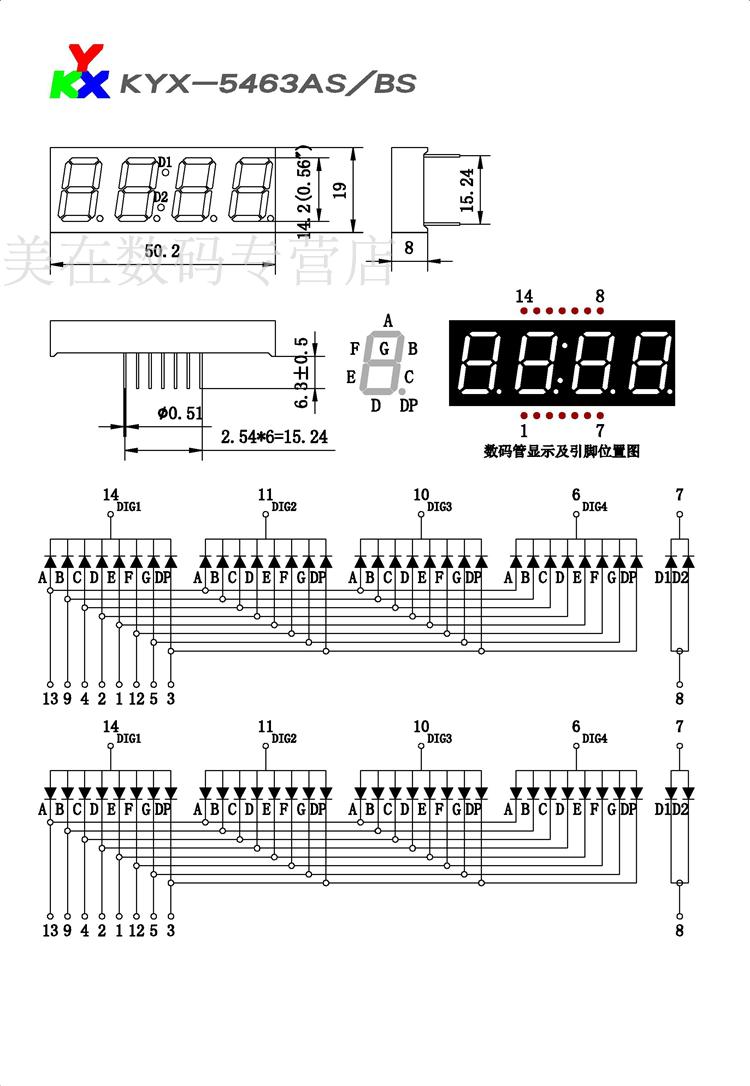 Y
KX KYX-5463AS/BS
D1
D2
14.2(0.56")
19
15.24
50.2
8
美在数码专营店
6.3±0.5
ϕ0.51
2.54*6=15.24
A
F G B
E C
D DP
14 8
1 7
数码管显示及引脚位置图
14 11 10 6 7
DIG1 DIG2 DIG3 DIG4
A B C D E F G DP A B C D E F G DP A B C D E F G DP A B C D E F G DP D1 D2
13 9 4 2 1 12 5 3 8
14 11 10 6 7
DIG1 DIG2 DIG3 DIG4
A B C D E F G DP A B C D E F G DP A B C D E F G DP A B C D E F G DP D1 D2
13 9 4 2 1 12 5 3 8